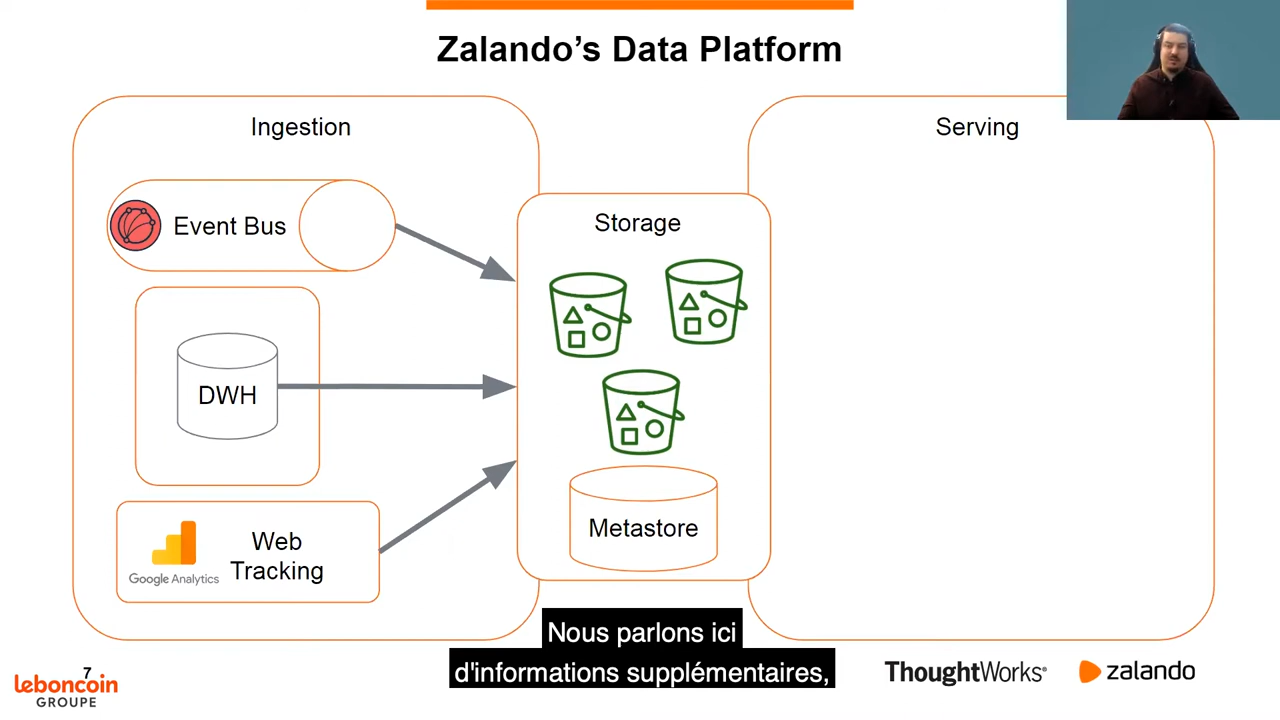 Zalando's Data Platform
Ingestion
Serving
Event Bus
Storage
DWH
Metastore
Google Analytics
Web
Tracking
Nous parlons ici
d'informations supplémentaires,
7
leboncoin
GROUPE
ThoughtWorks®
zalando